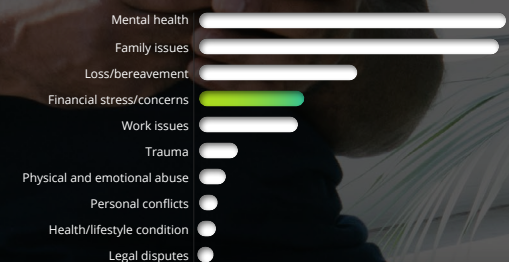 Mental health
Family issues
Loss/bereavement
Financial stress/concerns
Work issues
Trauma
Physical and emotional abuse
Personal conflicts
Health/lifestyle condition
Legal disputes